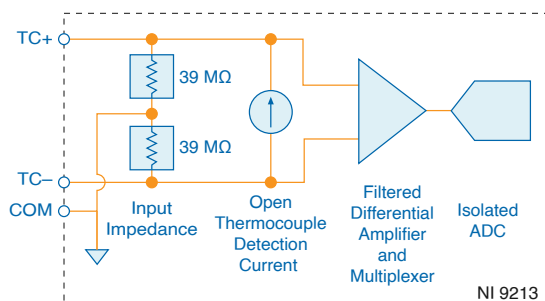 TC+
39 MΩ
39 MΩ
TC–
COM
Input
Impedance
Open
Thermocouple
Detection
Current
Filtered
Differential
Amplifier
and
Multiplexer
Isolated
ADC
NI 9213